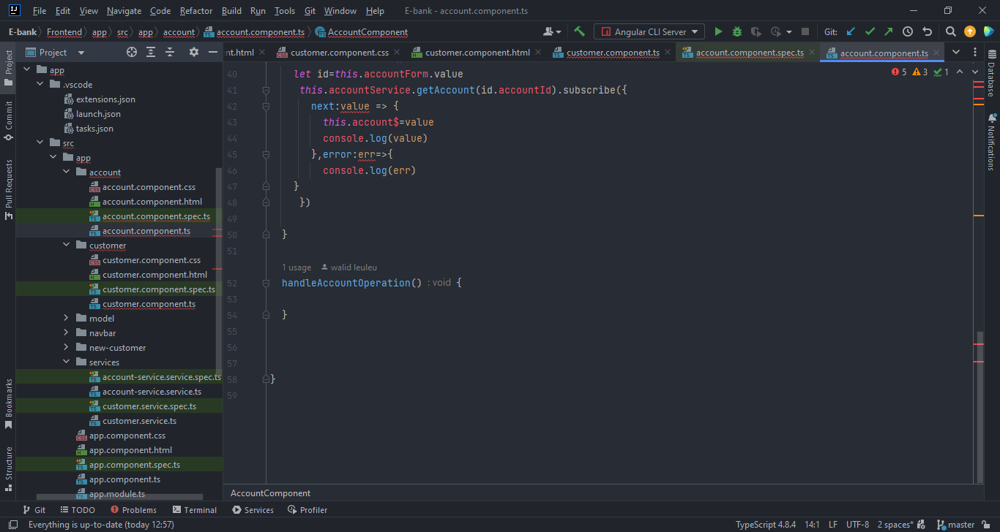 File Edit View Navigate Code Refactor Build Run Tools Git Window Help E-bank - account.component.ts
E-bank Frontend app src app account account.component.ts AccountComponent Angular CLI Server Git:
Project nt.html customer.component.css customer.component.html customer.component.ts account.component.spec.ts account.component.ts
Project
Commit
Pull Requests
Bookmarks
Structure
app
.vscode
extensions.json
launch.json
tasks.json
src
app
account
account.component.css
account.component.html
account.component.spec.ts
account.component.ts
customer
customer.component.css
customer.component.html
customer.component.spec.ts
customer.component.ts
model
navbar
new-customer
services
account-service.service.spec.ts
account-service.service.ts
customer.service.spec.ts
customer.service.ts
app.component.css
app.component.html
app.component.spec.ts
app.component.ts
app.module.ts
5 3 1
40 let id=this.accountForm.value
41 this.accountService.getAccount(id.accountId).subscribe({
42 next:value => {
43 this.account$=value
44 console.log(value)
45 },error:err=>{
46 console.log(err)
47 }
48 })
49
50 }
51
1 usage walid leuleu
52 handleAccountOperation() : void {
53
54 }
55
56
57
58 }
59
Database
Notifications
AccountComponent
Git TODO Problems Terminal Services Profiler
Everything is up-to-date (today 12:57) TypeScript 4.8.4 14:1 LF UTF-8 2 spaces* master